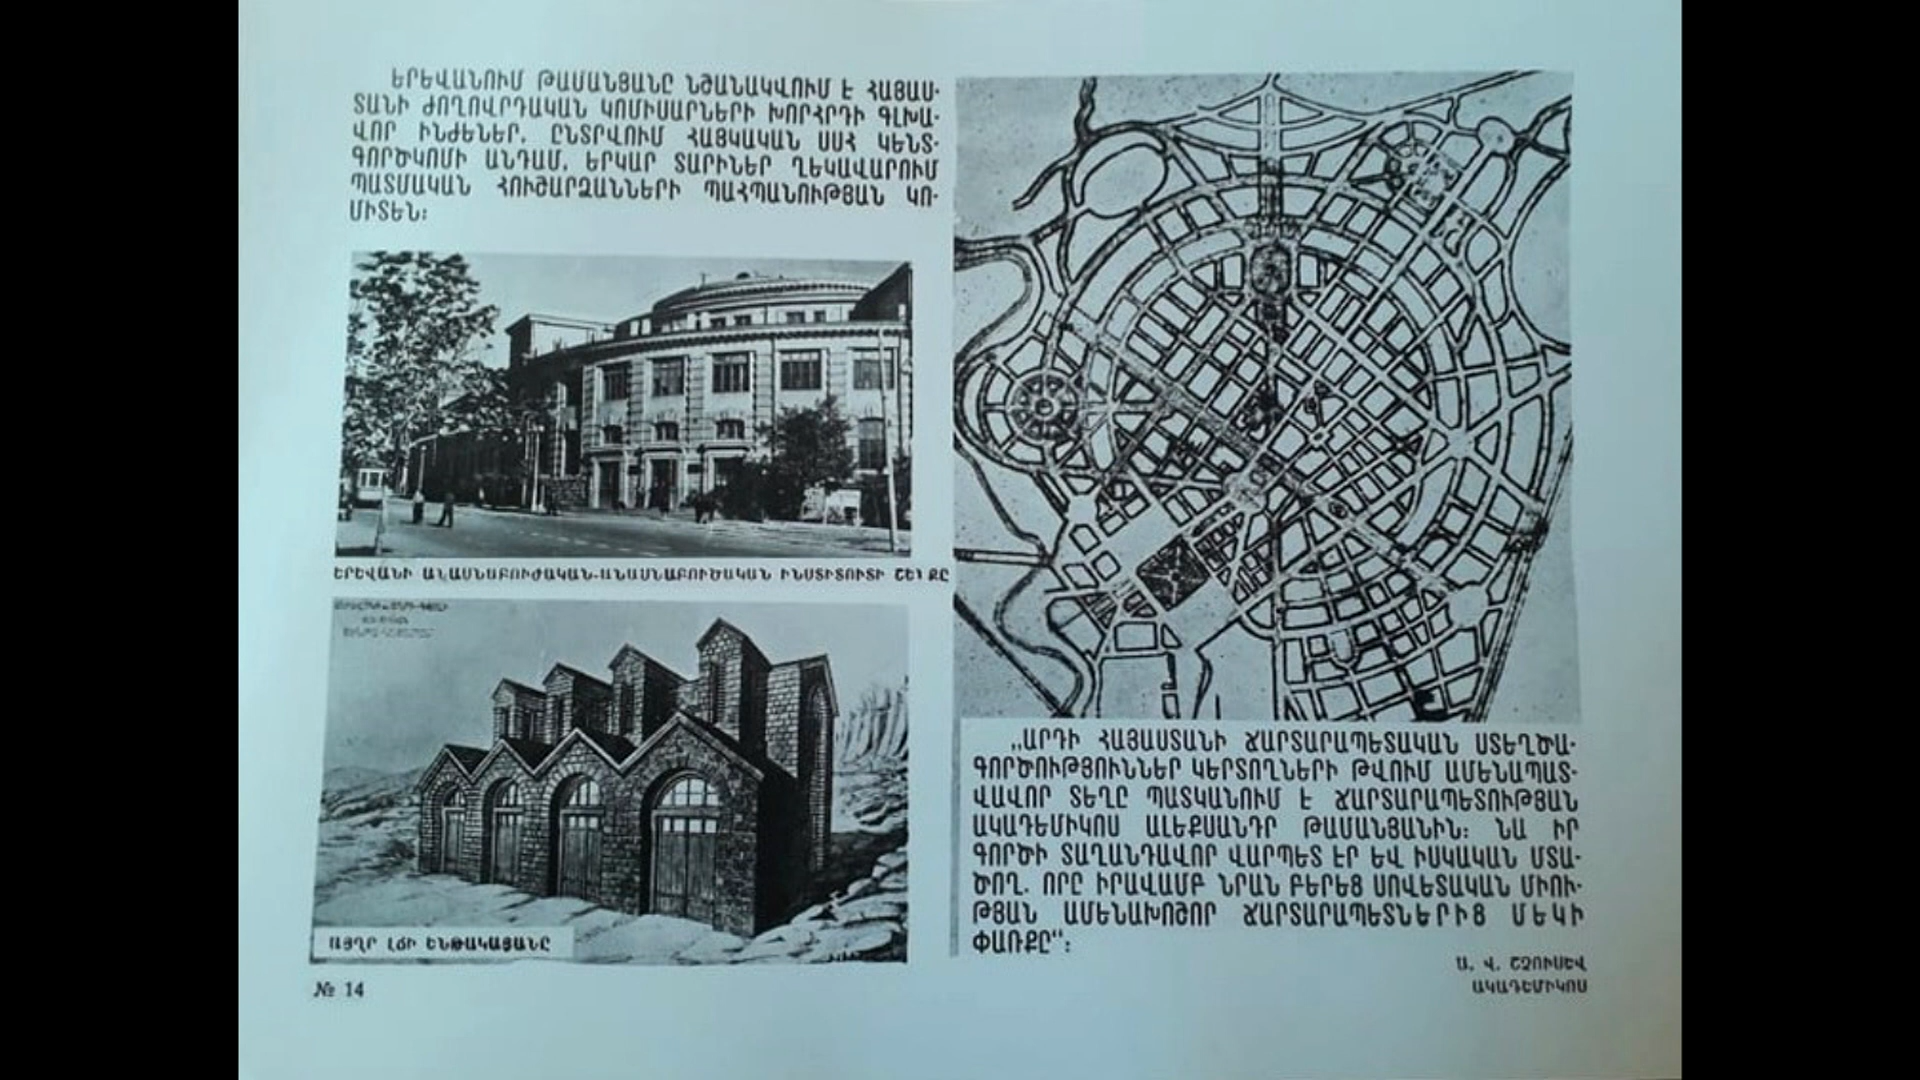 ԵՐԵՎԱՆՈՒՄ ԹԱՄԱՆՅԱՆԸ ՆՇԱՆԱԿՎՈՒՄ Է ՀԱՅԱՍ-
ՏԱՆԻ ԺՈՂՈՎՐԴԱԿԱՆ ԿՈՄԻՍԱՐՆԵՐԻ ԽՈՐՀՐԴԻ ԳԼԽԱ-
ՎՈՐ ԻՆԺԵՆԵՐ, ԸՆՏՐՎՈՒՄ ՀԱՅԿԱԿԱՆ ՍՍՀ ԿԵՆՏ-
ԳՈՐԾԿՈՄԻ ԱՆԴԱՄ, ԵՐԿԱՐ ՏԱՐԻՆԵՐ ՂԵԿԱՎԱՐՈՒՄ
ՊԱՏՄԱԿԱՆ ՀՈՒՇԱՐՁԱՆՆԵՐԻ ՊԱՀՊԱՆՈՒԹՅԱՆ ԿՈ-
ՄԻՏԵՆ:
ԵՐԵՎԱՆԻ ԱՆԱՍՆԱԲՈՒԺԱԿԱՆ-ԱՆԱՍՆԱԲՈՒԾԱԿԱՆ ԻՆՍՏԻՏՈՒՏԻ ՇԵՆՔԸ
ԱՅՂՐ ԼՃԻ ԵՆԹԱԿԱՅԱՆԸ
№ 14
„ԱՐԴԻ ՀԱՅԱՍՏԱՆԻ ՃԱՐՏԱՐԱՊԵՏԱԿԱՆ ՍՏԵՂԾԱ-
ԳՈՐԾՈՒԹՅՈՒՆՆԵՐ ԿԵՐՏՈՂՆԵՐԻ ԹՎՈՒՄ ԱՄԵՆԱՊԱՏ-
ՎԱՎՈՐ ՏԵՂԸ ՊԱՏԿԱՆՈՒՄ Է ՃԱՐՏԱՐԱՊԵՏՈՒԹՅԱՆ
ԱԿԱԴԵՄԻԿՈՍ ԱԼԵՔՍԱՆԴՐ ԹԱՄԱՆՅԱՆԻՆ: ՆԱ ԻՐ
ԳՈՐԾԻ ՏԱՂԱՆԴԱՎՈՐ ՎԱՐՊԵՏ ԷՐ ԵՎ ԻՍԿԱԿԱՆ ՄՏԱ-
ԾՈՂ. ՈՐԸ ԻՐԱՎԱՄԲ ՆՐԱՆ ԲԵՐԵՑ ՍՈՎԵՏԱԿԱՆ ՄԻՈՒ-
ԹՅԱՆ ԱՄԵՆԱԽՈՇՈՐ ՃԱՐՏԱՐԱՊԵՏՆԵՐԻՑ ՄԵԿԻ
ՓԱՌՔԸ“:
Ա. Վ. ՇՉՈՒՍԵՎ
ԱԿԱԴԵՄԻԿՈՍ